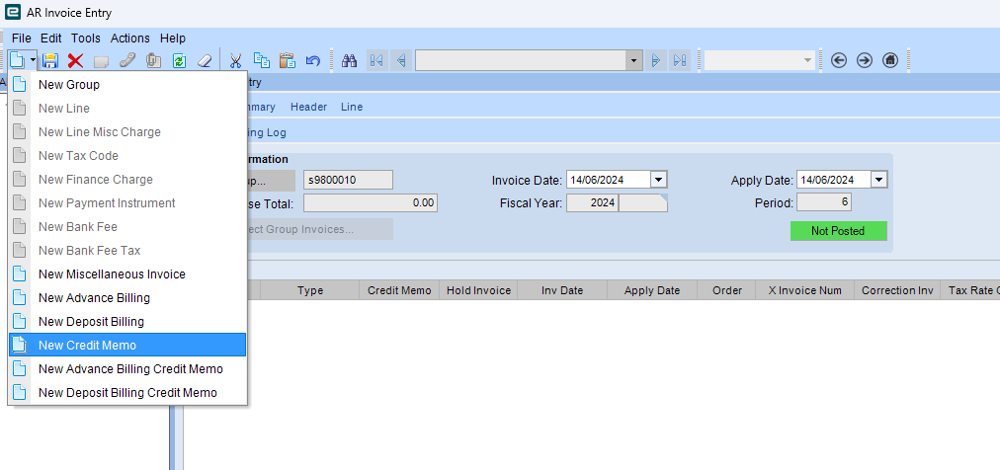 AR Invoice Entry
File Edit Tools Actions Help
New Group
New Line
New Line Misc Charge
New Tax Code
New Finance Charge
New Payment Instrument
New Bank Fee
New Bank Fee Tax
New Miscellaneous Invoice
New Advance Billing
New Deposit Billing
New Credit Memo
New Advance Billing Credit Memo
New Deposit Billing Credit Memo
try
mmary Header Line
ing Log
rmation
up... s9800010 Invoice Date: 14/06/2024 Apply Date: 14/06/2024
se Total: 0.00 Fiscal Year: 2024 Period: 6
ect Group Invoices... Not Posted
Type Credit Memo Hold Invoice Inv Date Apply Date Order X Invoice Num Correction Inv Tax Rate